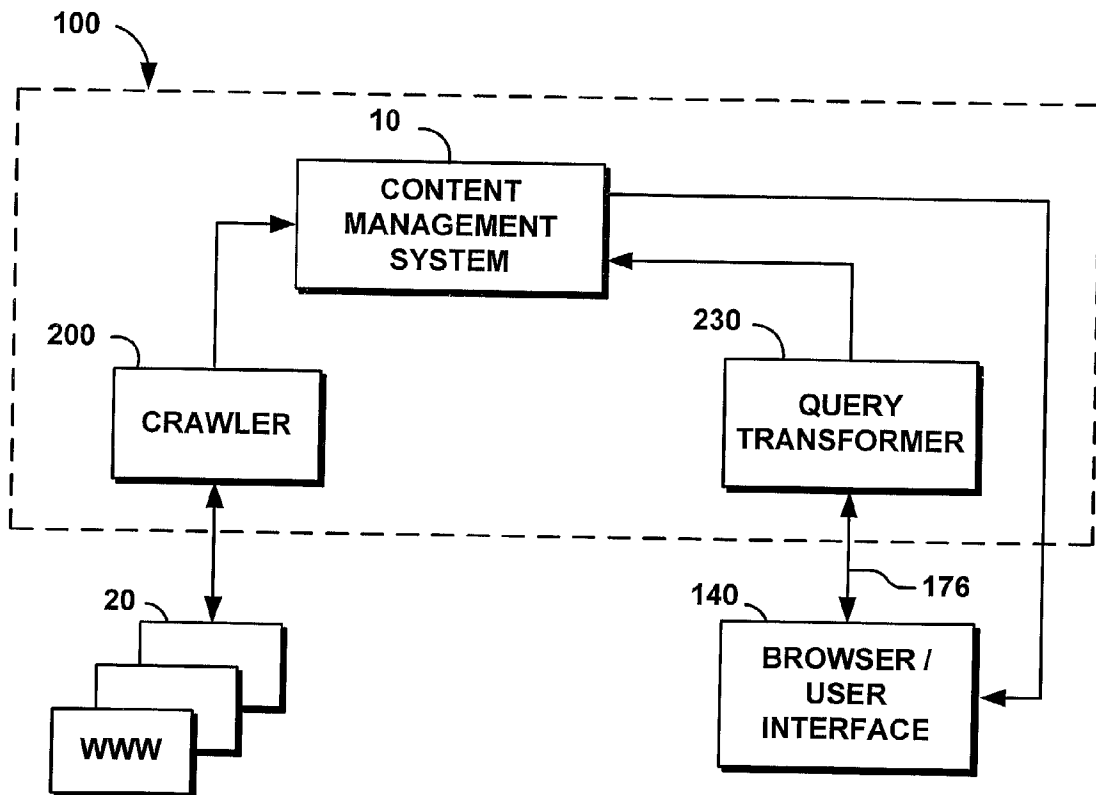 100
10
CONTENT
MANAGEMENT
SYSTEM
200
230
CRAWLER
QUERY
TRANSFORMER
20
140
176
WWW
BROWSER /
USER
INTERFACE